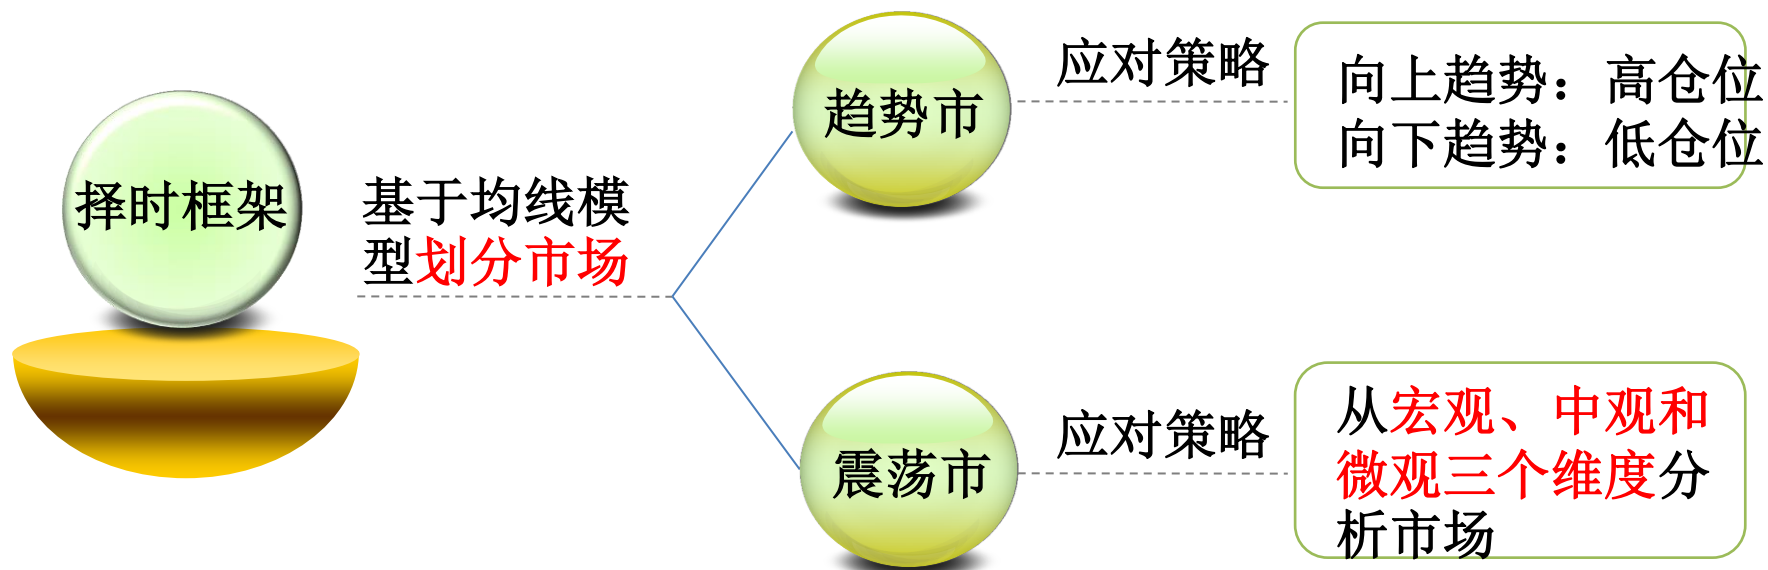 择时框架
基于均线模
型划分市场
趋势市
应对策略
向上趋势：高仓位
向下趋势：低仓位
震荡市
应对策略
从宏观、中观和
微观三个维度分
析市场